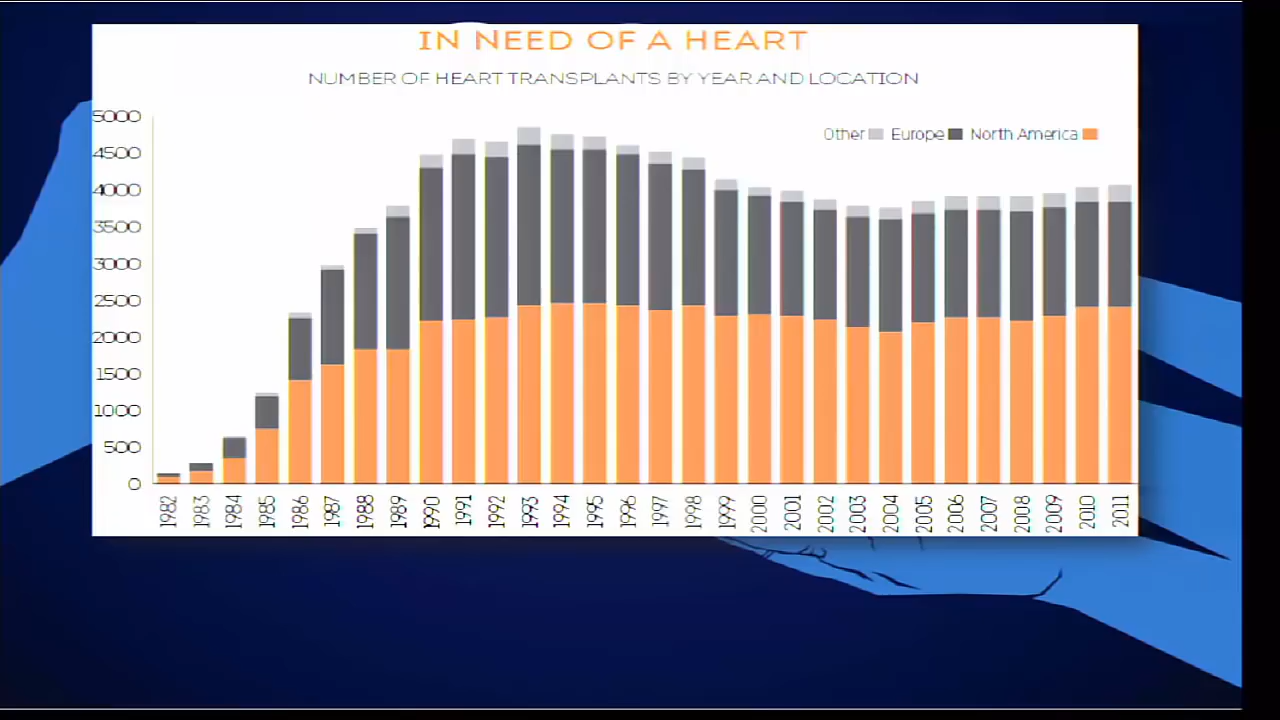 IN NEED OF A HEART
NUMBER OF HEART TRANSPLANTS BY YEAR AND LOCATION
Other Europe North America
5000
4500
4000
3500
3000
2500
2000
1500
1000
500
0
1982 1983 1984 1985 1986 1987 1988 1989 1990 1991 1992 1993 1994 1995 1996 1997 1998 1999 2000 2001 2002 2003 2004 2005 2006 2007 2008 2009 2010 2011